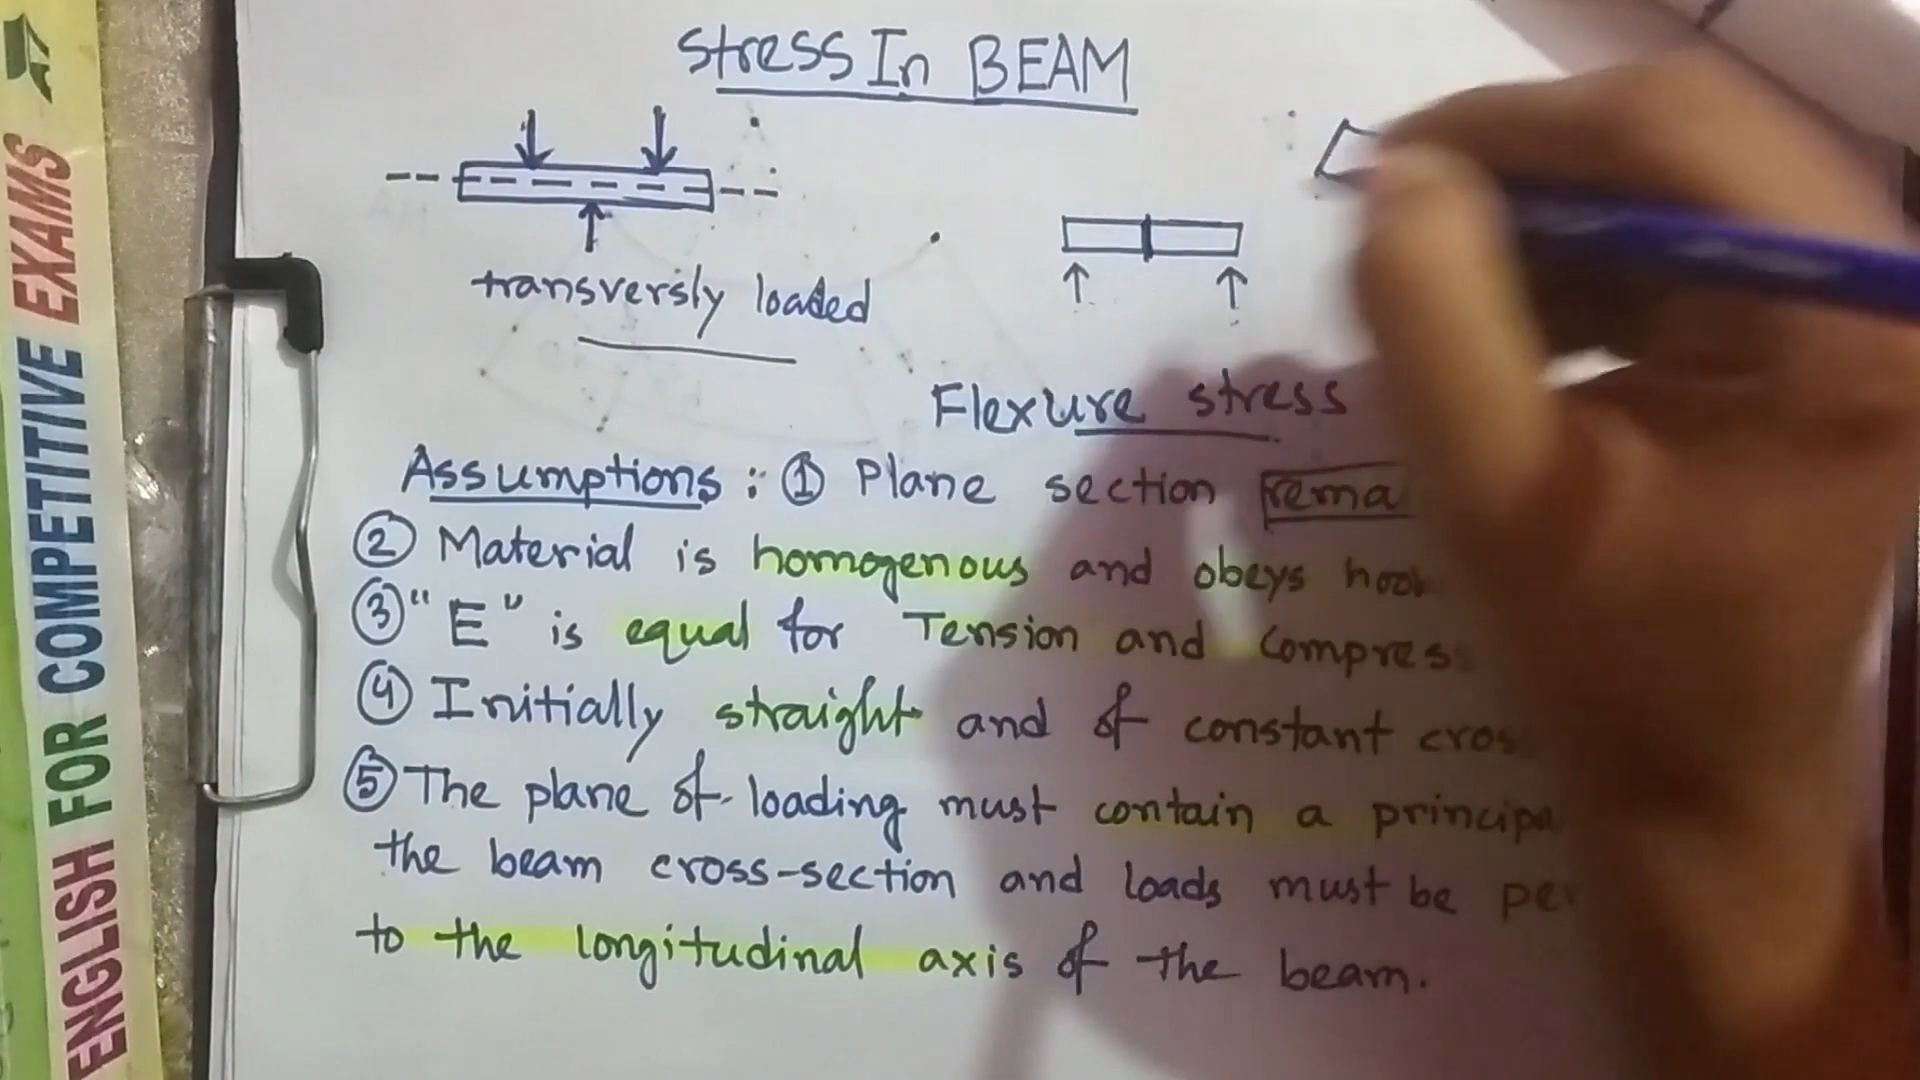 Stress In BEAM
transversly loaded
Flexure stress
Assumptions : ① Plane section
② Material is homogenous and obeys
③ "E" is equal for Tension and
④ Initially straight and of constant
⑤ The plane of loading must contain a
the beam cross-section and loads must be
to the longitudinal axis of the beam.
ENGLISH FOR COMPETITIVE EXAMS